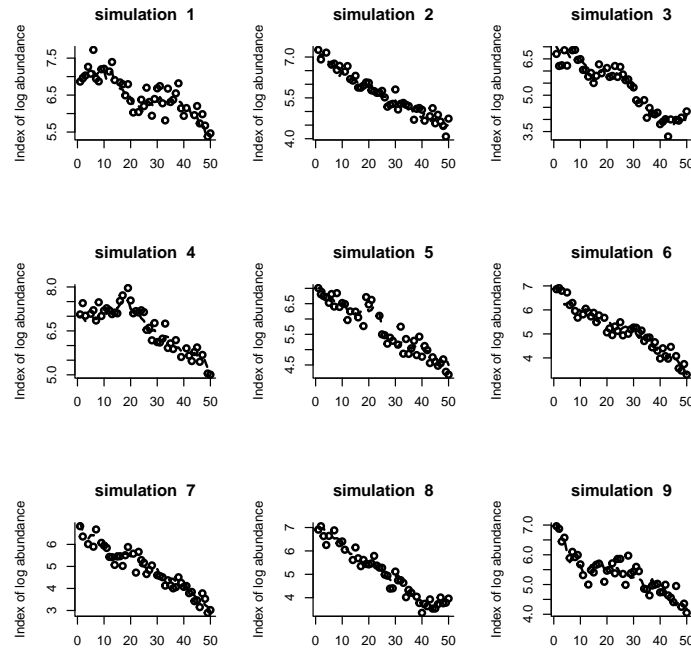 simulation 1
Index of log abundance
7.5
6.5
5.5
0 10 20 30 40 50
simulation 2
Index of log abundance
7.0
5.5
4.0
0 10 20 30 40 50
simulation 3
Index of log abundance
6.5
5.0
3.5
0 10 20 30 40 50
simulation 4
Index of log abundance
8.0
6.5
5.0
0 10 20 30 40 50
simulation 5
Index of log abundance
6.5
5.5
4.5
0 10 20 30 40 50
simulation 6
Index of log abundance
7
6
5
4
0 10 20 30 40 50
simulation 7
Index of log abundance
6
5
4
3
0 10 20 30 40 50
simulation 8
Index of log abundance
7
6
5
4
0 10 20 30 40 50
simulation 9
Index of log abundance
7.0
6.0
5.0
4.0
0 10 20 30 40 50